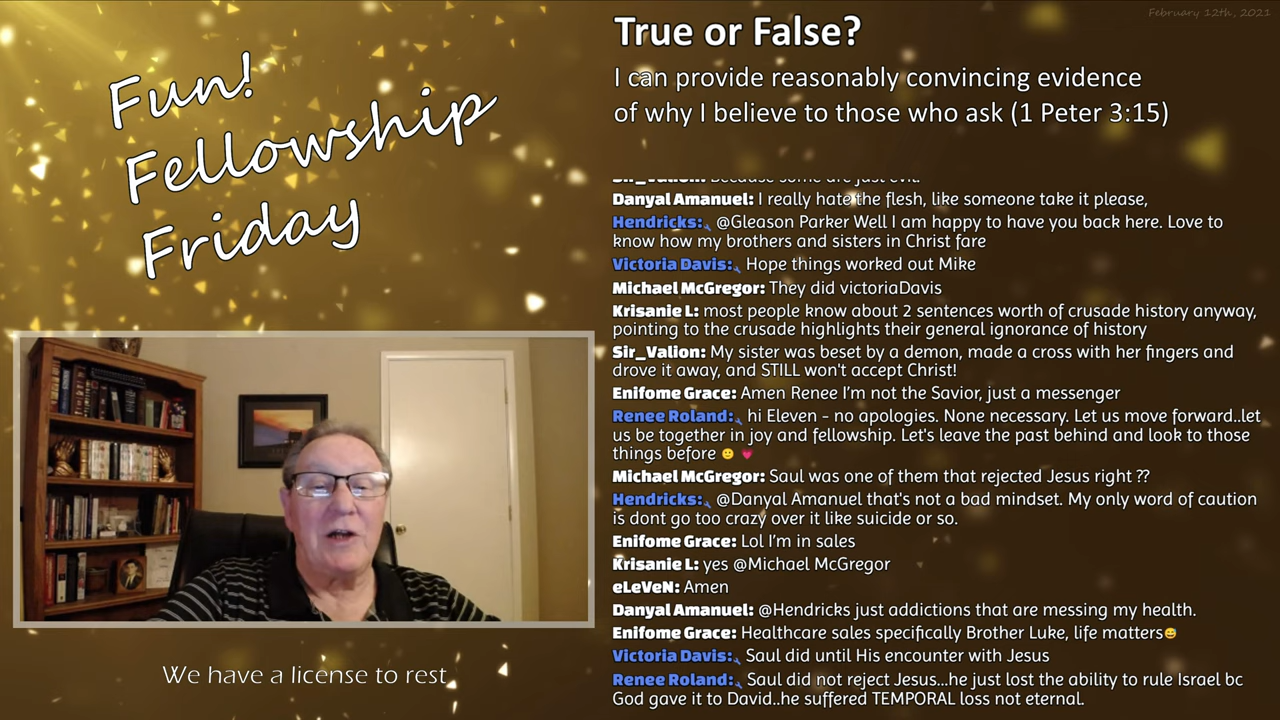 February 12th, 2021
Fun!
Fellowship
Friday
True or False?
I can provide reasonably convincing evidence
of why I believe to those who ask (1 Peter 3:15)
Sir_Valion: Because some are just evil.
Danyal Amanuel: I really hate the flesh, like someone take it please,
Hendricks: @Gleason Parker Well I am happy to have you back here. Love to
know how my brothers and sisters in Christ fare
Victoria Davis: Hope things worked out Mike
Michael McGregor: They did victoriaDavis
Krisanie L: most people know about 2 sentences worth of crusade history anyway,
pointing to the crusade highlights their general ignorance of history
Sir_Valion: My sister was beset by a demon, made a cross with her fingers and
drove it away, and STILL won't accept Christ!
Enifome Grace: Amen Renee I’m not the Savior, just a messenger
Renee Roland: hi Eleven - no apologies. None necessary. Let us move forward..let
us be together in joy and fellowship. Let's leave the past behind and look to those
things before 🙂 💗
Michael McGregor: Saul was one of them that rejected Jesus right ??
Hendricks: @Danyal Amanuel that's not a bad mindset. My only word of caution
is dont go too crazy over it like suicide or so.
Enifome Grace: Lol I’m in sales
Krisanie L: yes @Michael McGregor
eLeVeN: Amen
Danyal Amanuel: @Hendricks just addictions that are messing my health.
Enifome Grace: Healthcare sales specifically Brother Luke, life matters😅
Victoria Davis: Saul did until His encounter with Jesus
Renee Roland: Saul did not reject Jesus...he just lost the ability to rule Israel bc
God gave it to David..he suffered TEMPORAL loss not eternal.
We have a license to rest